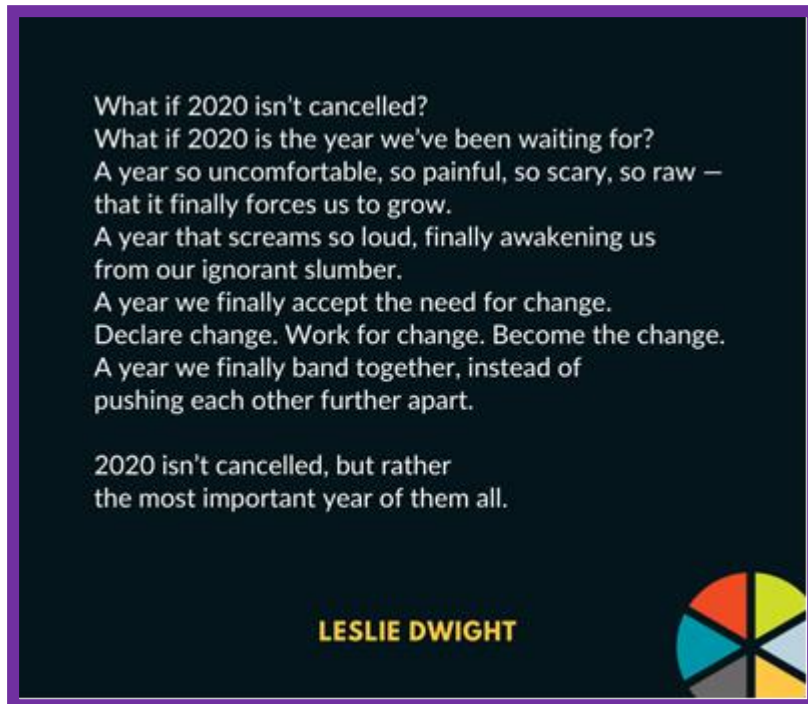 What if 2020 isn’t cancelled?
What if 2020 is the year we’ve been waiting for?
A year so uncomfortable, so painful, so scary, so raw —
that it finally forces us to grow.
A year that screams so loud, finally awakening us
from our ignorant slumber.
A year we finally accept the need for change.
Declare change. Work for change. Become the change.
A year we finally band together, instead of
pushing each other further apart.
2020 isn’t cancelled, but rather
the most important year of them all.
LESLIE DWIGHT